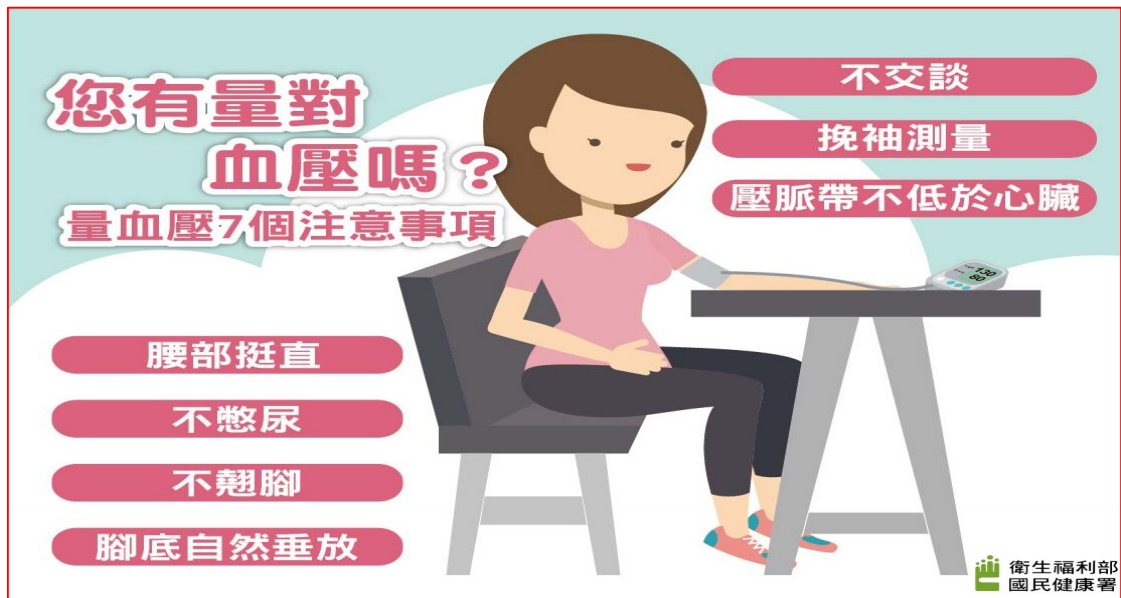 您有量對
血壓嗎？
量血壓7個注意事項
不交談
挽袖測量
壓脈帶不低於心臟
130
80
腰部挺直
不憋尿
不翹腳
腳底自然垂放
衛生福利部
國民健康署